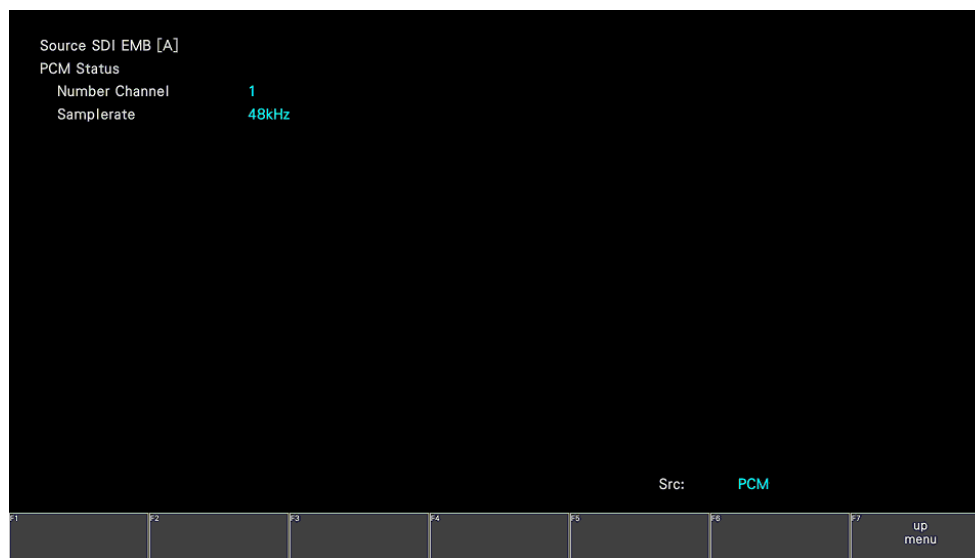 Source SDI EMB [A]
PCM Status
Number Channel 1
Samplerate 48kHz
Src: PCM
F1 F2 F3 F4 F5 F6 F7
up
menu